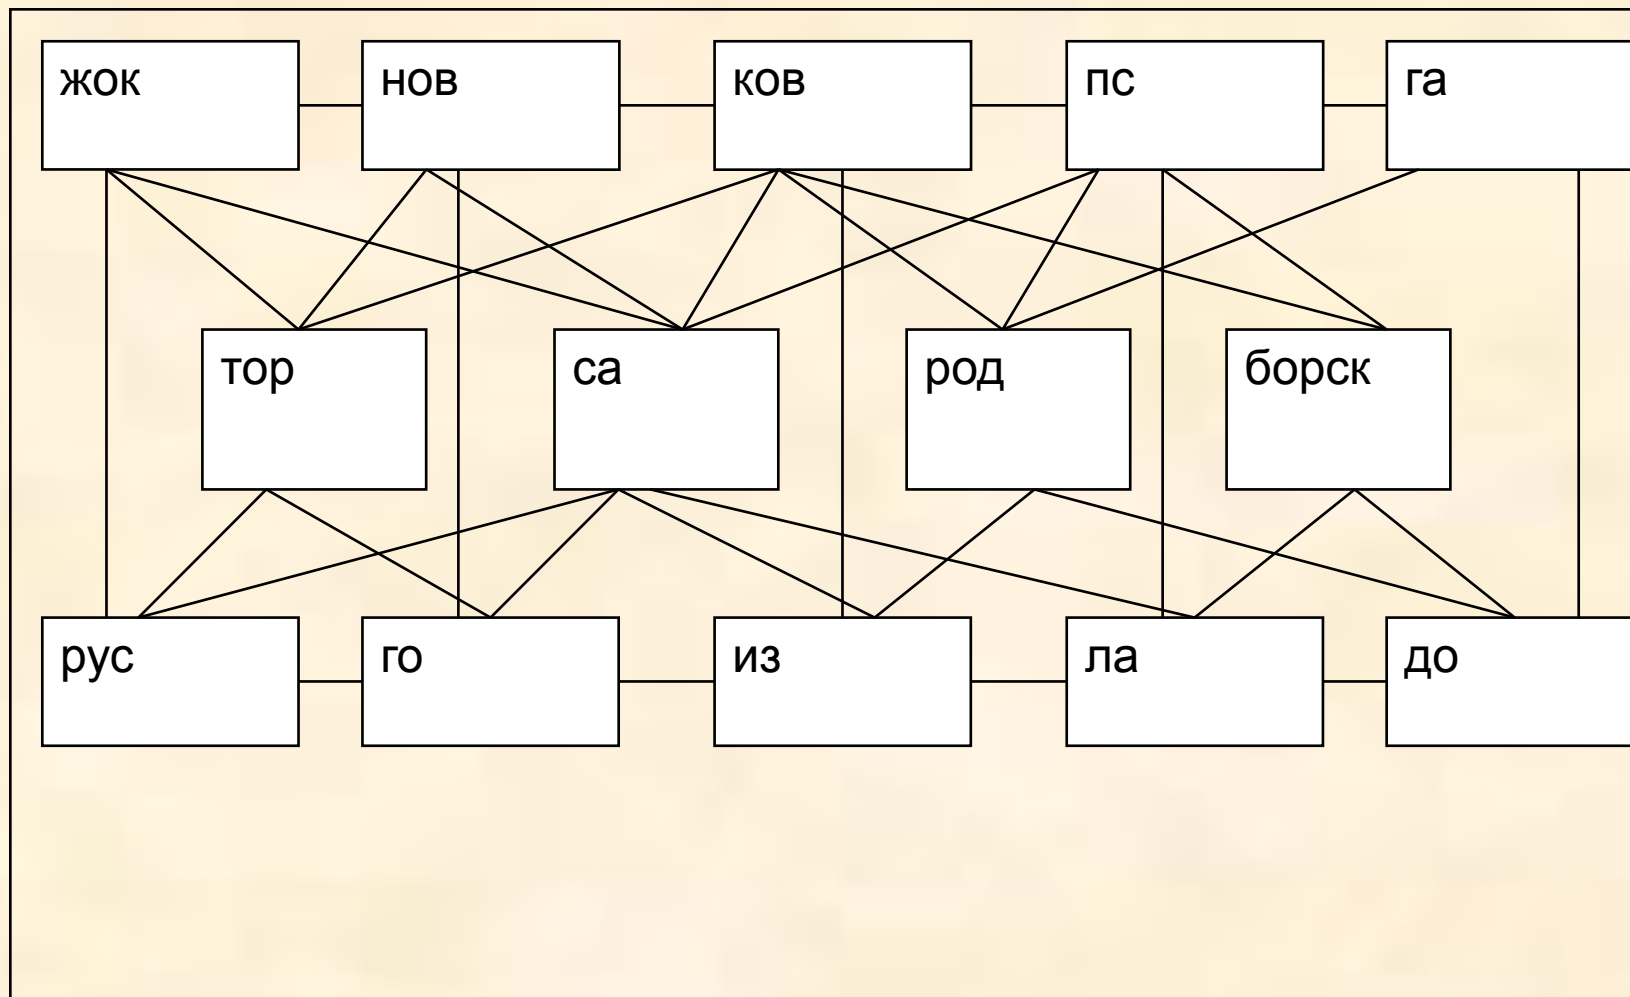 жок нов ков пс га
тор са род борск
рус го из ла до